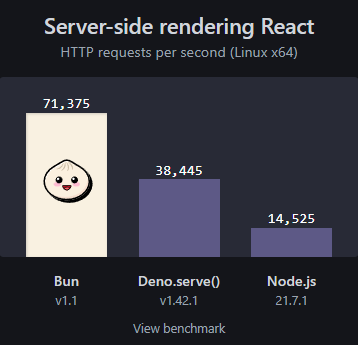 Server-side rendering React
HTTP requests per second (Linux x64)
71,375
38,445
14,525
Bun
Deno.serve()
Node.js
v1.1
v1.42.1
21.7.1
View benchmark